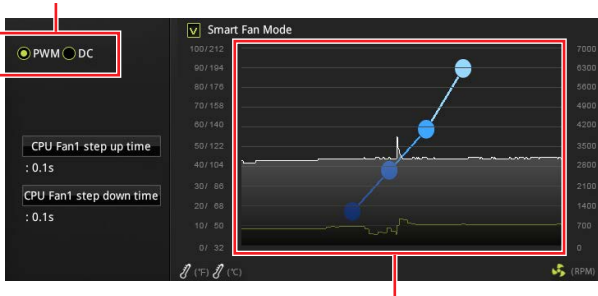 PWM DC
CPU Fan1 step up time
: 0.1s
CPU Fan1 step down time
: 0.1s
V Smart Fan Mode
100/212 7000
90/194 6300
80/176 5600
70/158 4900
60/140 4200
50/122 3500
40/104 2800
30/ 86 2100
20/ 68 1400
10/ 50 700
0/ 32 0
(°F) (°C) (RPM)